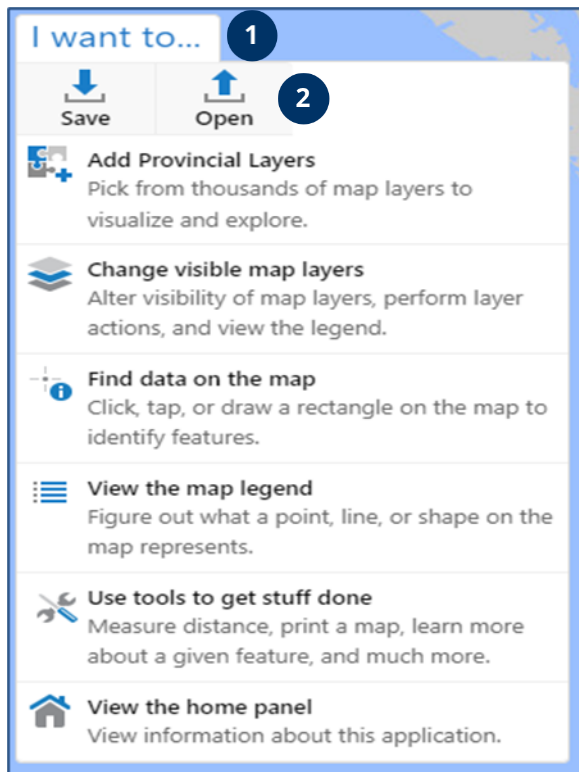 I want to...
1
Save
Open
2
Add Provincial Layers
Pick from thousands of map layers to
visualize and explore.
Change visible map layers
Alter visibility of map layers, perform layer
actions, and view the legend.
Find data on the map
Click, tap, or draw a rectangle on the map to
identify features.
View the map legend
Figure out what a point, line, or shape on the
map represents.
Use tools to get stuff done
Measure distance, print a map, learn more
about a given feature, and much more.
View the home panel
View information about this application.